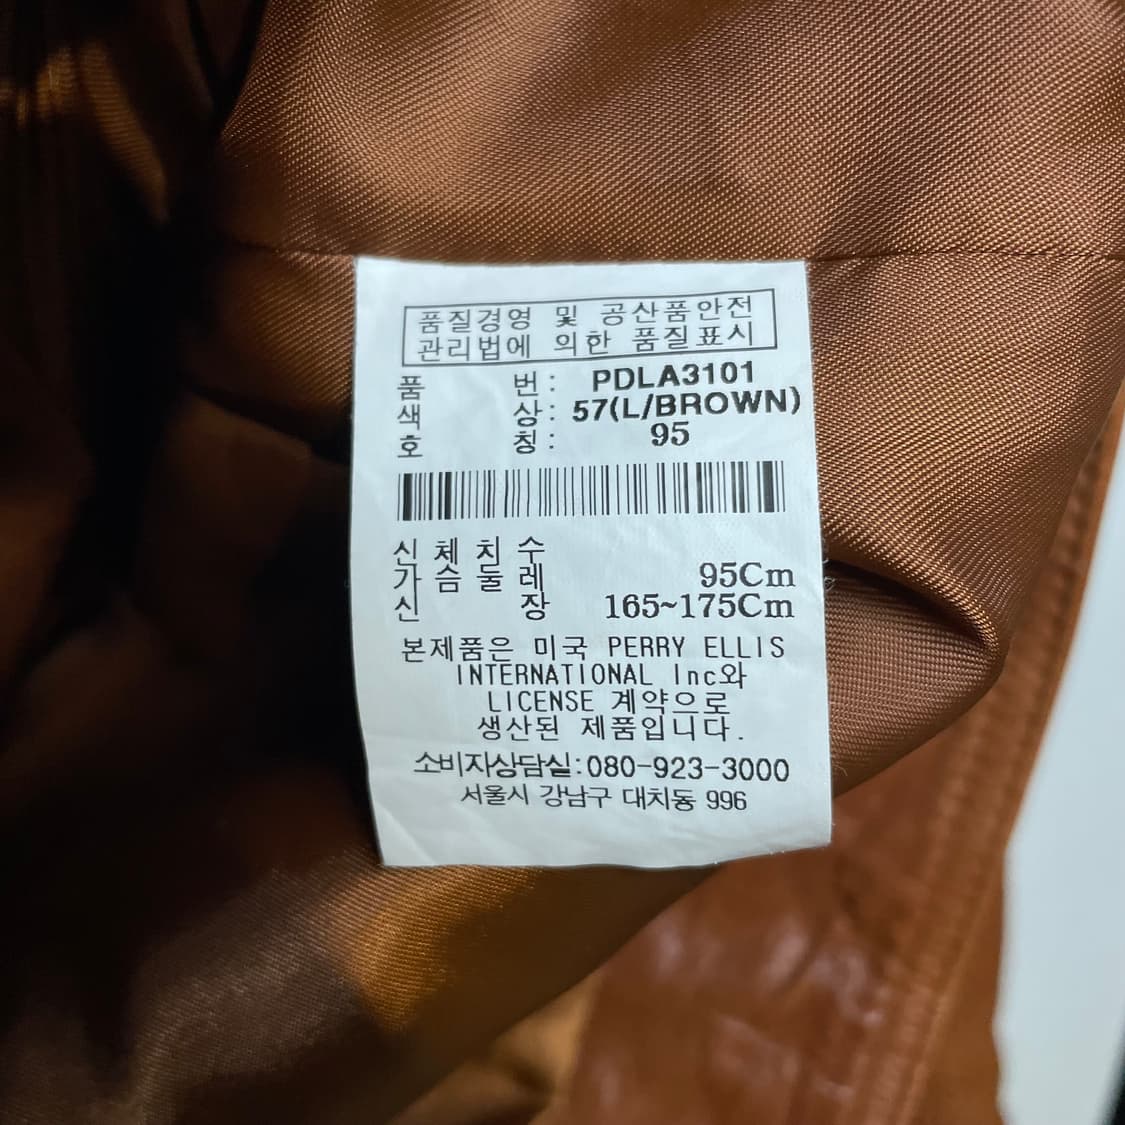 품질경영 및 공산품안전
관리법에 의한 품질표시
품 번: PDLA3101
색 상: 57(L/BROWN)
호 칭: 95
신체치수
가슴둘레 95Cm
신 장 165~175Cm
본제품은 미국 PERRY ELLIS
INTERNATIONAL Inc와
LICENSE 계약으로
생산된 제품입니다.
소비자상담실:080-923-3000
서울시 강남구 대치동 996